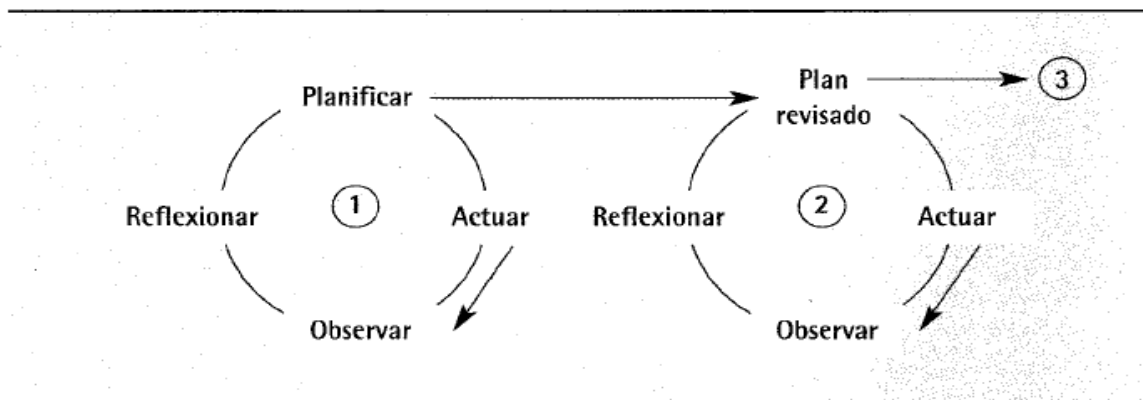 Planificar
Plan
revisado
3
Reflexionar
1
Actuar
Reflexionar
2
Actuar
Observar
Observar